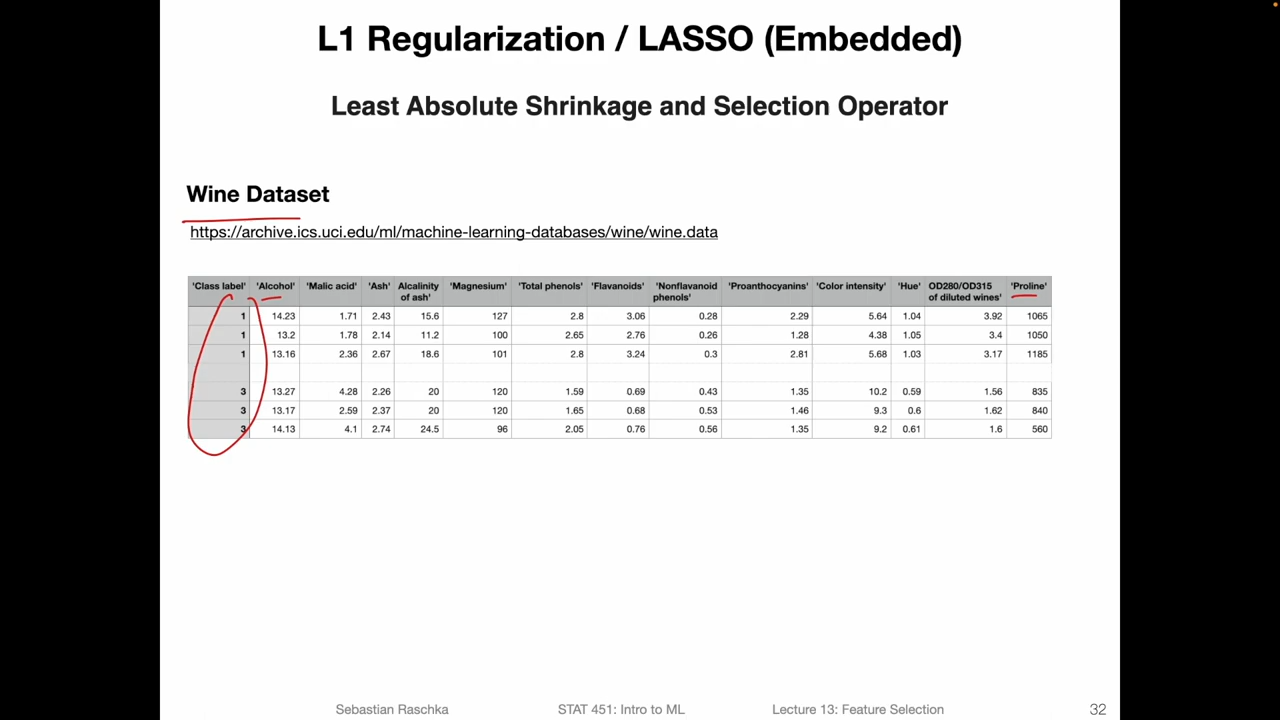 L1 Regularization / LASSO (Embedded)
Least Absolute Shrinkage and Selection Operator
Wine Dataset
https://archive.ics.uci.edu/ml/machine-learning-databases/wine/wine.data
'Class label' 'Alcohol' 'Malic acid' 'Ash' Alcalinity of ash' 'Magnesium' 'Total phenols' 'Flavanoids' 'Nonflavanoid phenols' 'Proanthocyanins' 'Color intensity' 'Hue' OD280/OD315 of diluted wines' 'Proline'
1 14.23 1.71 2.43 15.6 127 2.8 3.06 0.28 2.29 5.64 1.04 3.92 1065
1 13.2 1.78 2.14 11.2 100 2.65 2.76 0.26 1.28 4.38 1.05 3.4 1050
1 13.16 2.36 2.67 18.6 101 2.8 3.24 0.3 2.81 5.68 1.03 3.17 1185
3 13.27 4.28 2.26 20 120 1.59 0.69 0.43 1.35 10.2 0.59 1.56 835
3 13.17 2.59 2.37 20 120 1.65 0.68 0.53 1.46 9.3 0.6 1.62 840
3 14.13 4.1 2.74 24.5 96 2.05 0.76 0.56 1.35 9.2 0.61 1.6 560
Sebastian Raschka STAT 451: Intro to ML Lecture 13: Feature Selection 32